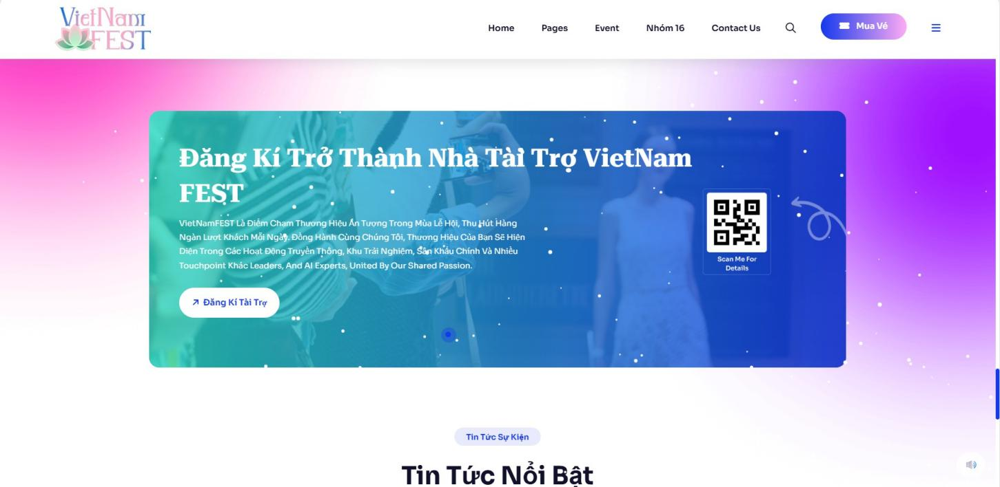 VietNam
FEST
Home
Pages
Event
Nhóm 16
Contact Us
Mua Vé
Đăng Kí Trở Thành Nhà Tài Trợ VietNam
FEST
VietNamFEST Là Điểm Chạm Thương Hiệu Ấn Tượng Trong Mùa Lễ Hội, Thu Hút Hàng
Ngàn Lượt Khách Mỗi Ngày. Đồng Hành Cùng Chúng Tôi, Thương Hiệu Của Bạn Sẽ Hiện
Diện Trong Các Hoạt Động Truyền Thông, Khu Trải Nghiệm, Sân Khấu Chính Và Nhiều
Touchpoint Khác Leaders, And AI Experts, United By Our Shared Passion.
Đăng Kí Tài Trợ
Scan Me For
Details
Tin Tức Sự Kiện
Tin Tức Nổi Bật